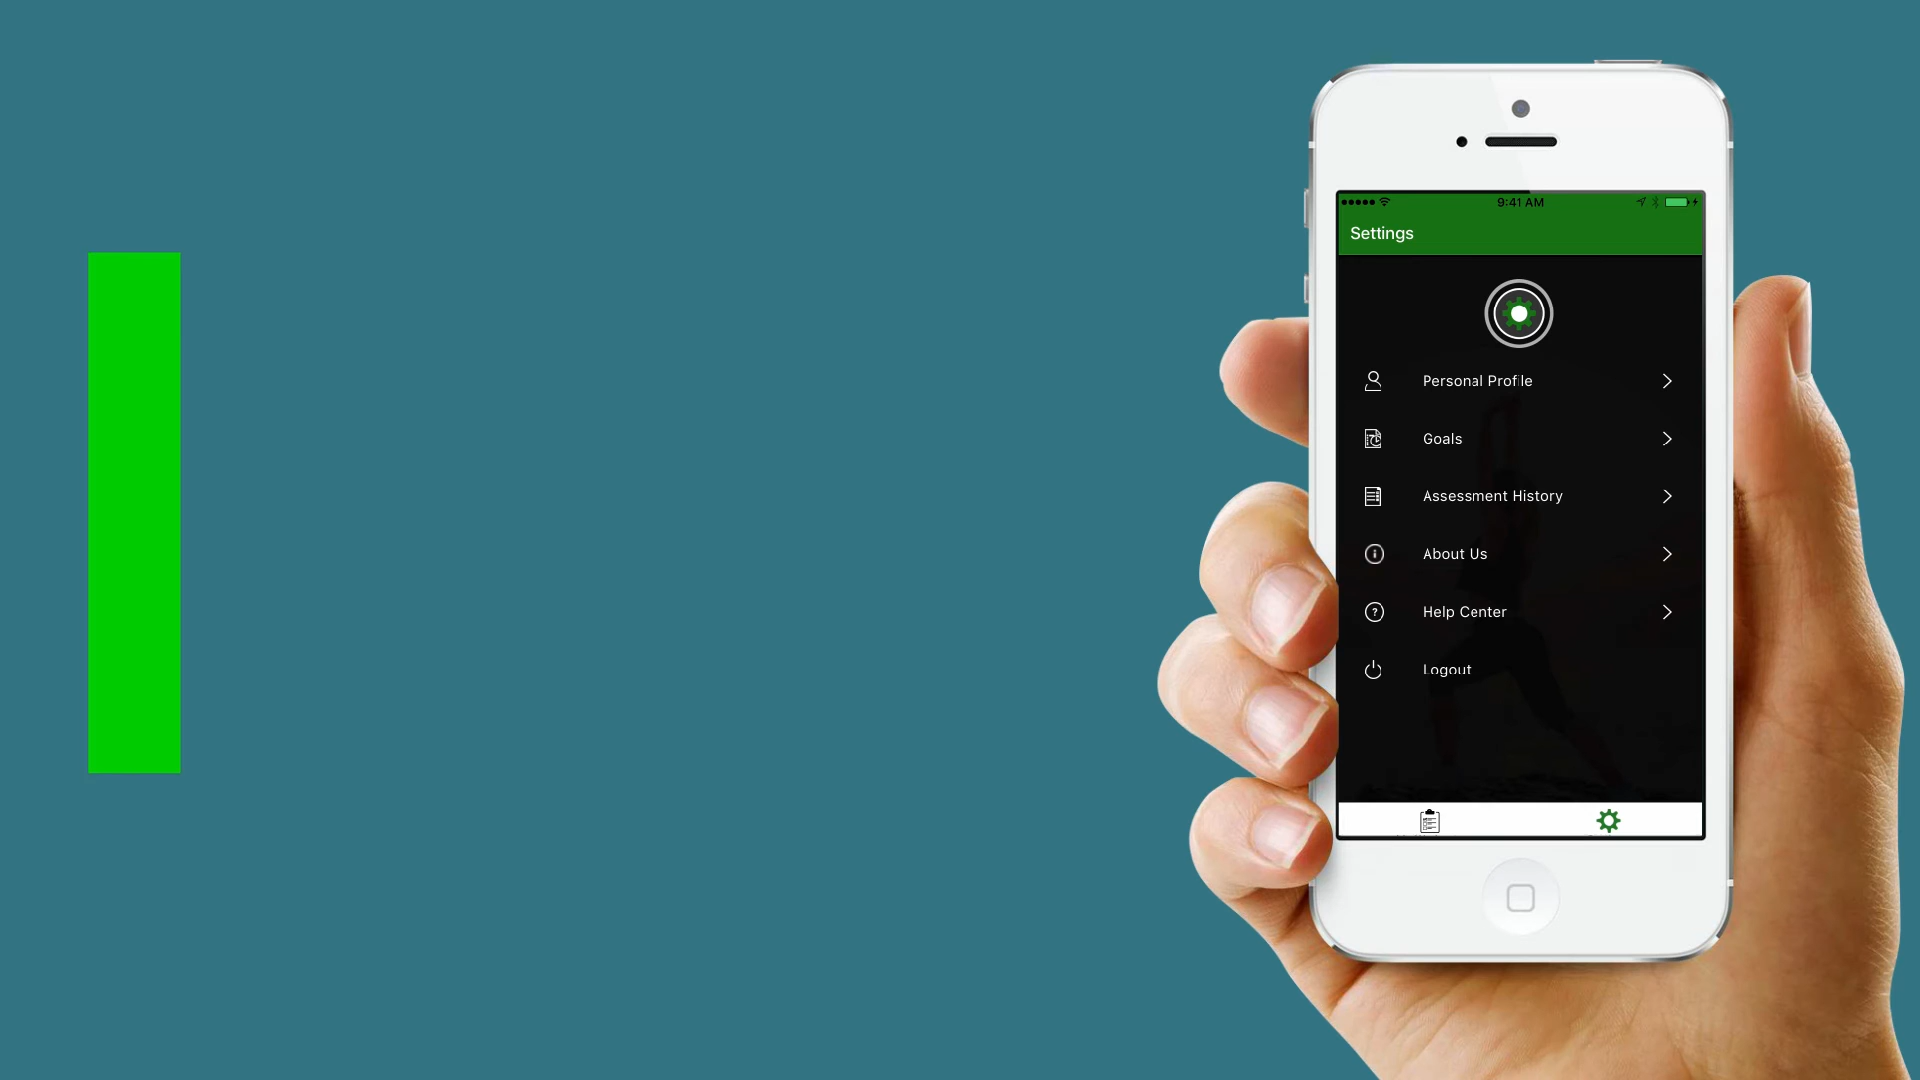 9:41 AM
Settings
Personal Profile
Goals
Assessment History
About Us
Help Center
Logout